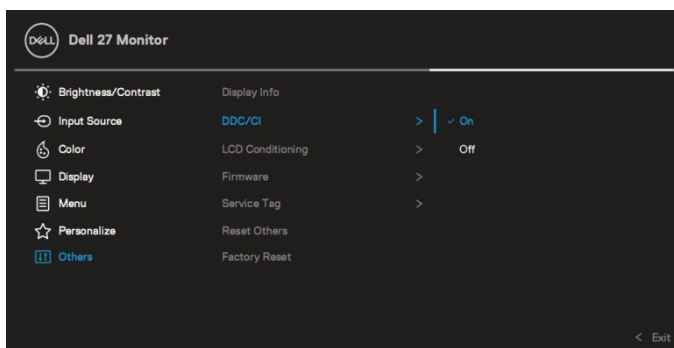 DELL Dell 27 Monitor
Brightness/Contrast Display Info
Input Source DDC/CI > ✓ On
Color LCD Conditioning > Off
Display Firmware >
Menu Service Tag >
Personalize Reset Others
Others Factory Reset
< Exit